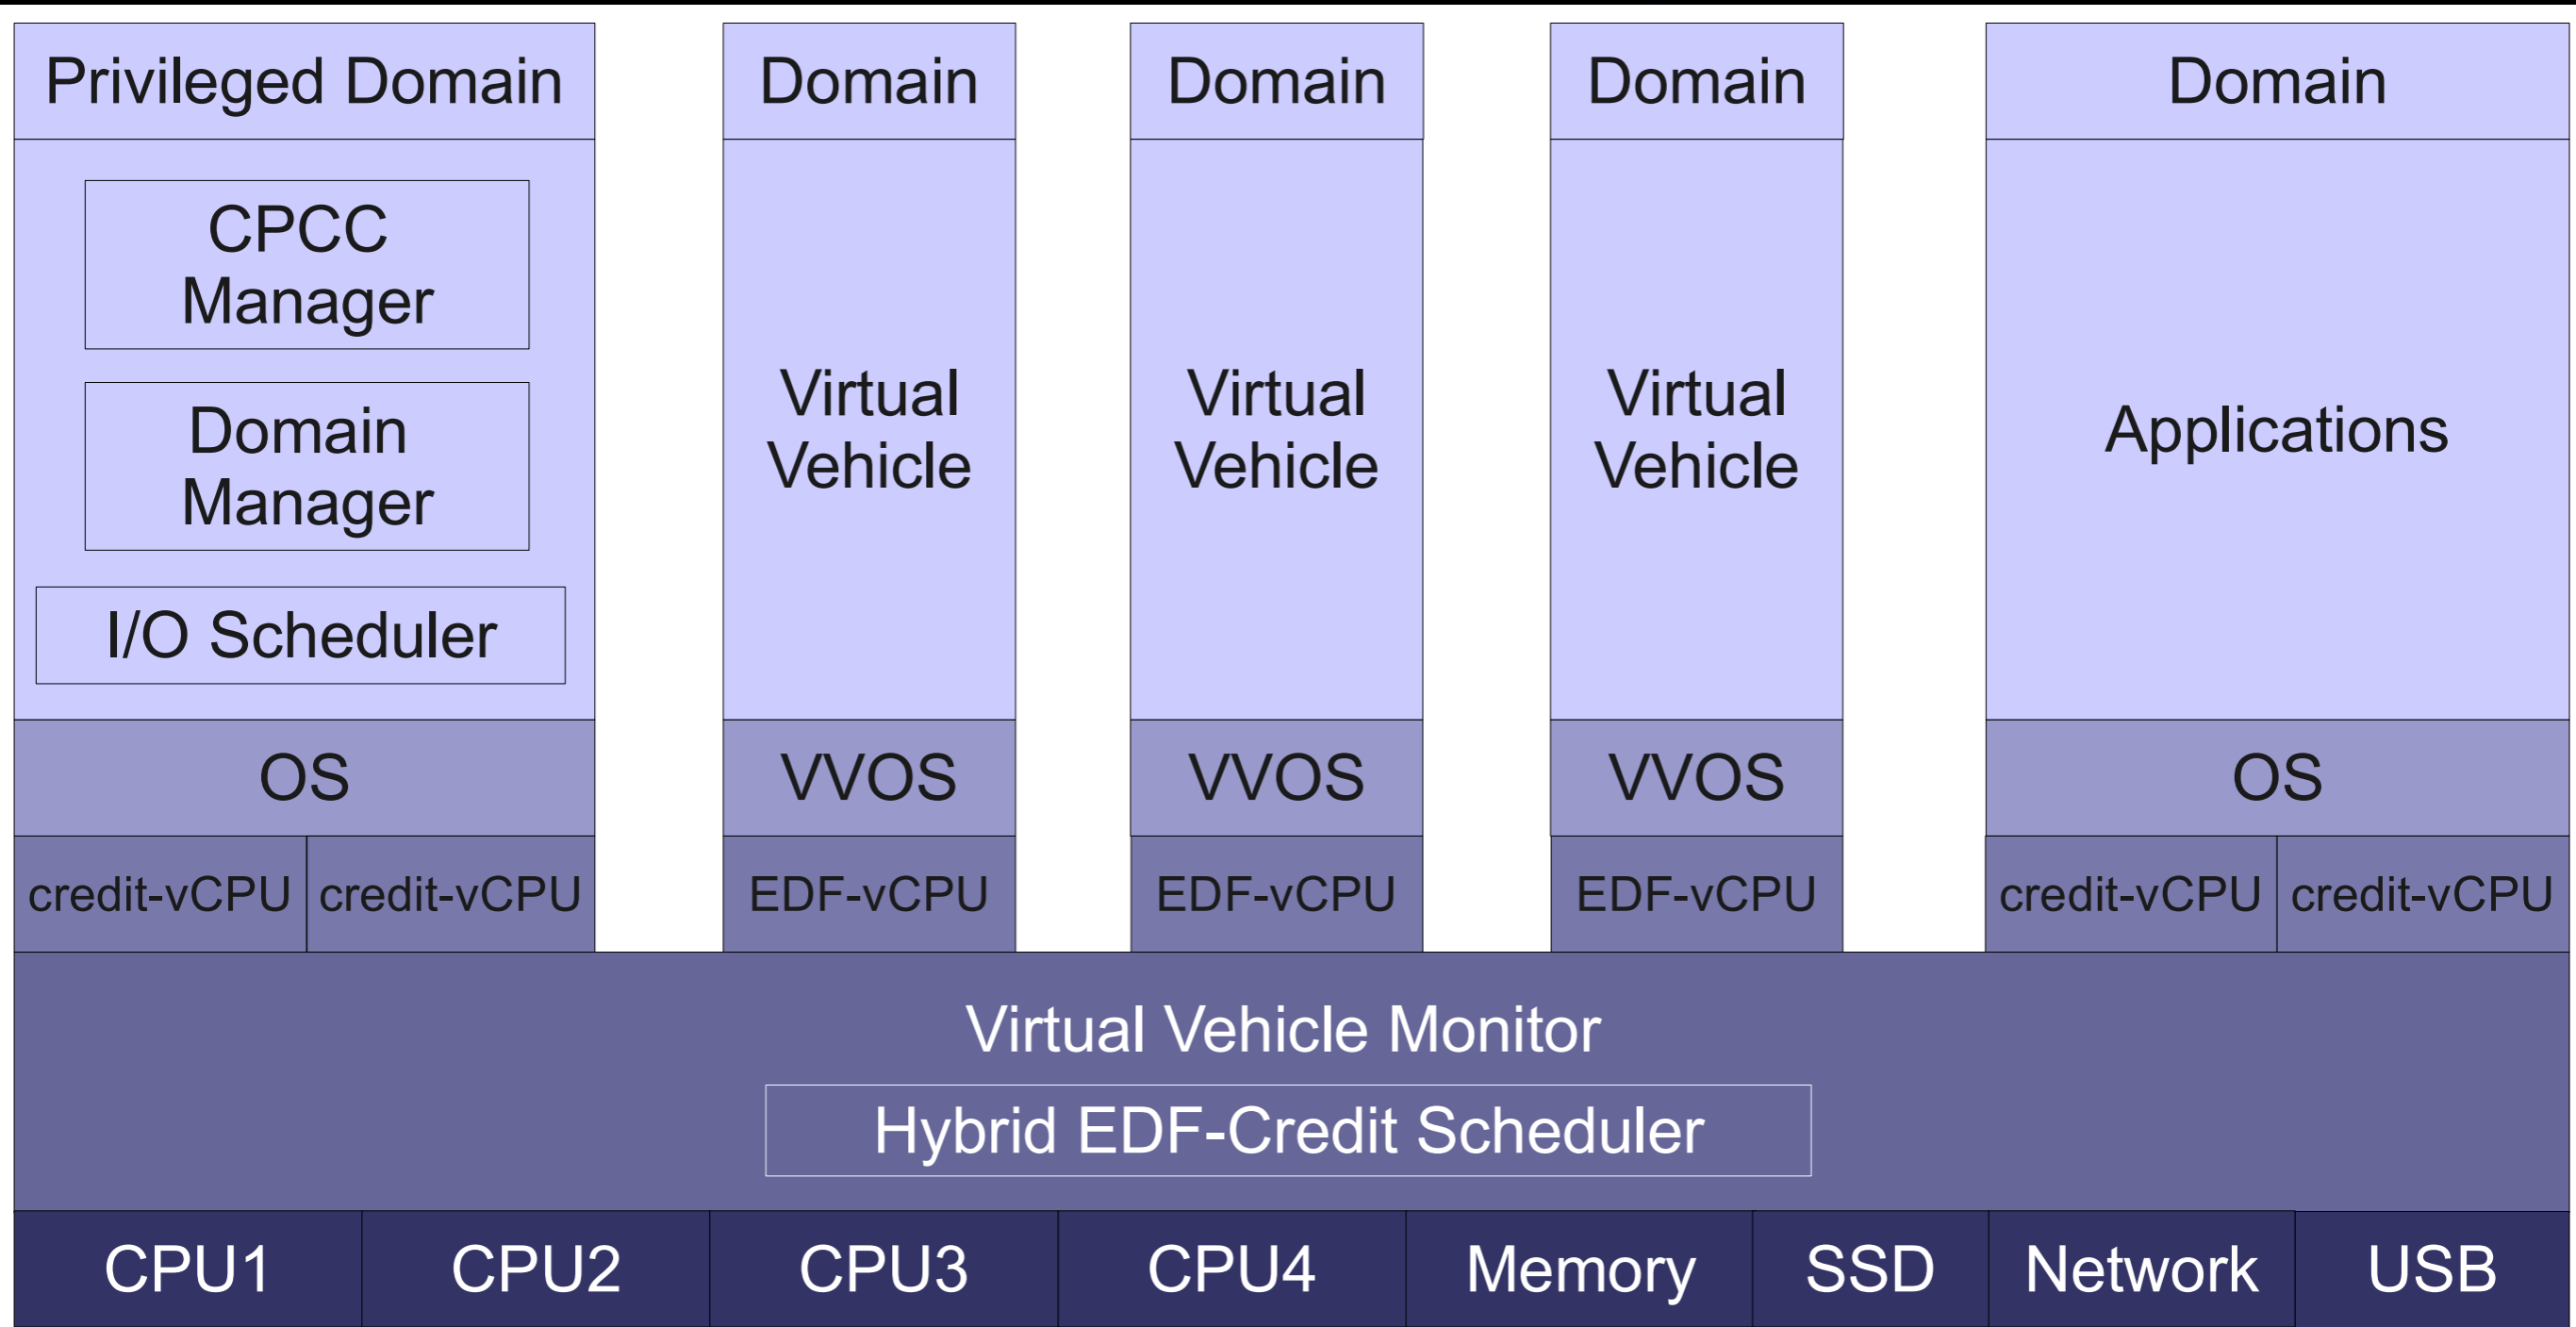 Privileged Domain
Domain
Domain
Domain
Domain
CPCC
Manager
Domain
Manager
I/O Scheduler
Virtual
Vehicle
Virtual
Vehicle
Virtual
Vehicle
Applications
OS
VVOS
VVOS
VVOS
OS
credit-vCPU
credit-vCPU
EDF-vCPU
EDF-vCPU
EDF-vCPU
credit-vCPU
credit-vCPU
Virtual Vehicle Monitor
Hybrid EDF-Credit Scheduler
CPU1
CPU2
CPU3
CPU4
Memory
SSD
Network
USB